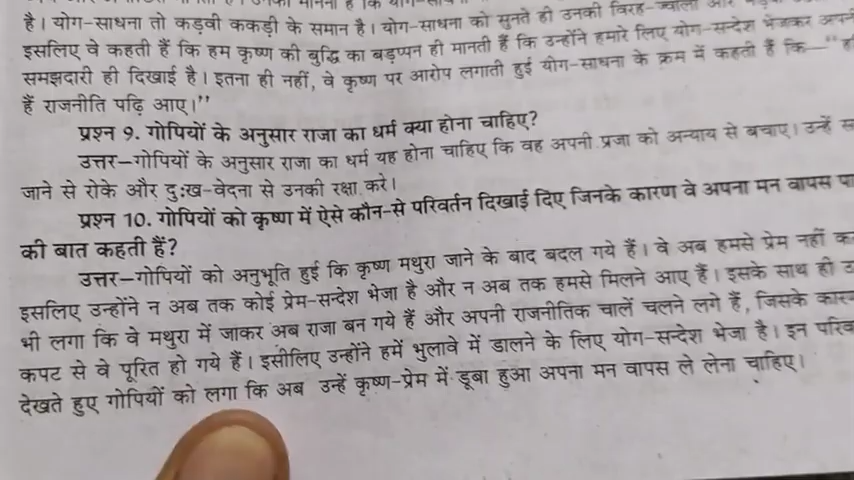 है। योग-साधना तो कड़वी ककड़ी के समान है। योग-साधना को सुनते ही उनकी विरह-ज्वाला और
इसलिए वे कहती हैं कि हम कृष्ण की बुद्धि का बड़प्पन ही मानती हैं कि उन्होंने हमारे लिए योग-सन्देश भेजकर अपनी
समझदारी ही दिखाई है। इतना ही नहीं, वे कृष्ण पर आरोप लगाती हुई योग-साधना के क्रम में कहती हैं कि—"
हैं राजनीति पढ़ि आए।"
प्रश्न 9. गोपियों के अनुसार राजा का धर्म क्या होना चाहिए?
उत्तर—गोपियों के अनुसार राजा का धर्म यह होना चाहिए कि वह अपनी प्रजा को अन्याय से बचाए। उन्हें
जाने से रोके और दुःख-वेदना से उनकी रक्षा करे।
प्रश्न 10. गोपियों को कृष्ण में ऐसे कौन-से परिवर्तन दिखाई दिए जिनके कारण वे अपना मन वापस
की बात कहती हैं?
उत्तर—गोपियों को अनुभूति हुई कि कृष्ण मथुरा जाने के बाद बदल गये हैं। वे अब हमसे प्रेम नहीं
इसलिए उन्होंने न अब तक कोई प्रेम-सन्देश भेजा है और न अब तक हमसे मिलने आए हैं। इसके साथ ही
भी लगा कि वे मथुरा में जाकर अब राजा बन गये हैं और अपनी राजनीतिक चालें चलने लगे हैं, जिसके
कपट से वे पूरित हो गये हैं। इसीलिए उन्होंने हमें भुलावे में डालने के लिए योग-सन्देश भेजा है। इन
देखते हुए गोपियों को लगा कि अब उन्हें कृष्ण-प्रेम में डूबा हुआ अपना मन वापस ले लेना चाहिए।